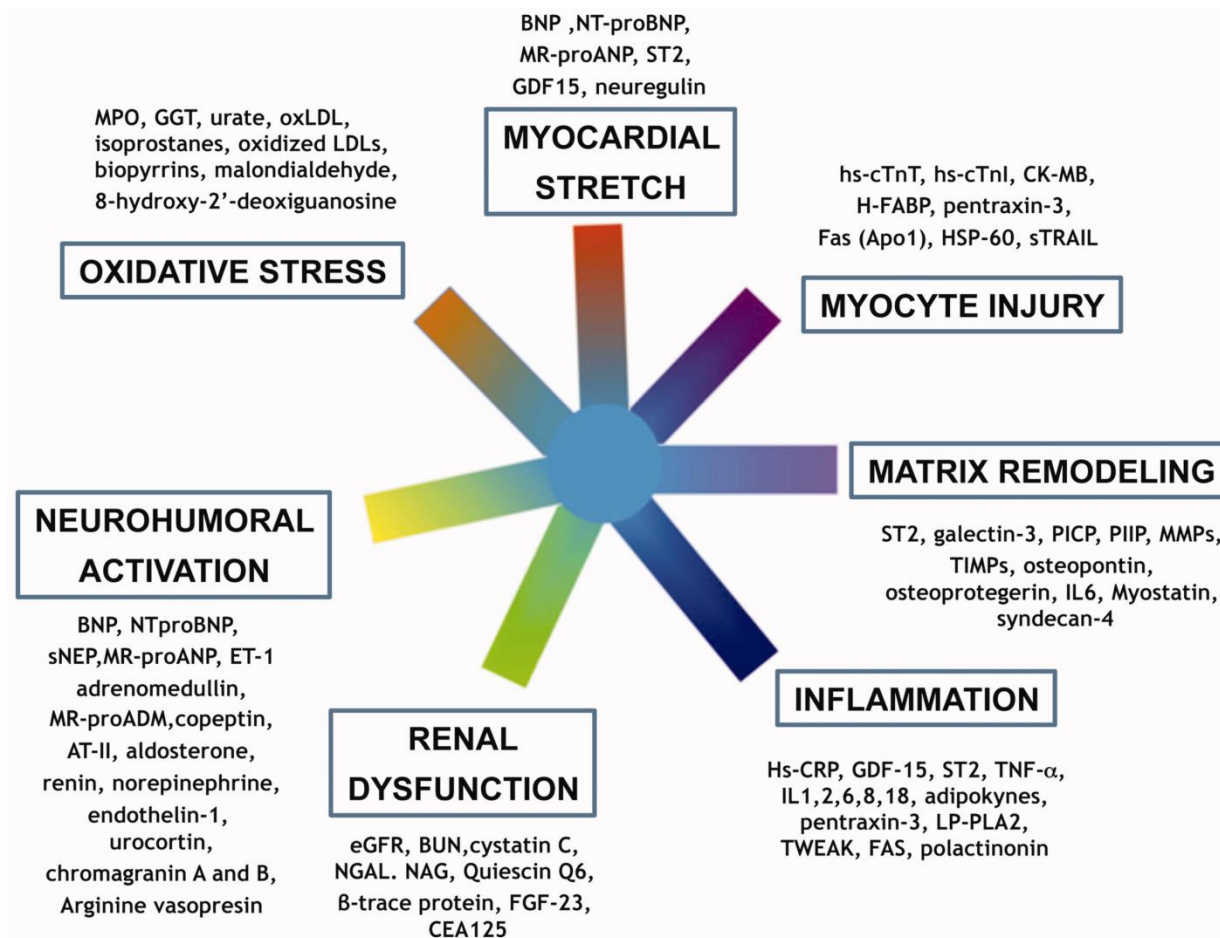 BNP ,NT-proBNP,
MR-proANP, ST2,
GDF15, neuregulin
MYOCARDIAL
STRETCH
MPO, GGT, urate, oxLDL,
isoprostanes, oxidized LDLs,
biopyrrins, malondialdehyde,
8-hydroxy-2’-deoxiguanosine
OXIDATIVE STRESS
hs-cTnT, hs-cTnI, CK-MB,
H-FABP, pentraxin-3,
Fas (Apo1), HSP-60, sTRAIL
MYOCYTE INJURY
MATRIX REMODELING
ST2, galectin-3, PICP, PIIP, MMPs,
TIMPs, osteopontin,
osteoprotegerin, IL6, Myostatin,
syndecan-4
NEUROHUMORAL
ACTIVATION
BNP, NTproBNP,
sNEP,MR-proANP, ET-1
adrenomedullin,
MR-proADM,copeptin,
AT-II, aldosterone,
renin, norepinephrine,
endothelin-1,
urocortin,
chromagranin A and B,
Arginine vasopresin
RENAL
DYSFUNCTION
eGFR, BUN,cystatin C,
NGAL. NAG, Quiescin Q6,
ß-trace protein, FGF-23,
CEA125
INFLAMMATION
Hs-CRP, GDF-15, ST2, TNF-α,
IL1,2,6,8,18, adipokynes,
pentraxin-3, LP-PLA2,
TWEAK, FAS, polactinonin